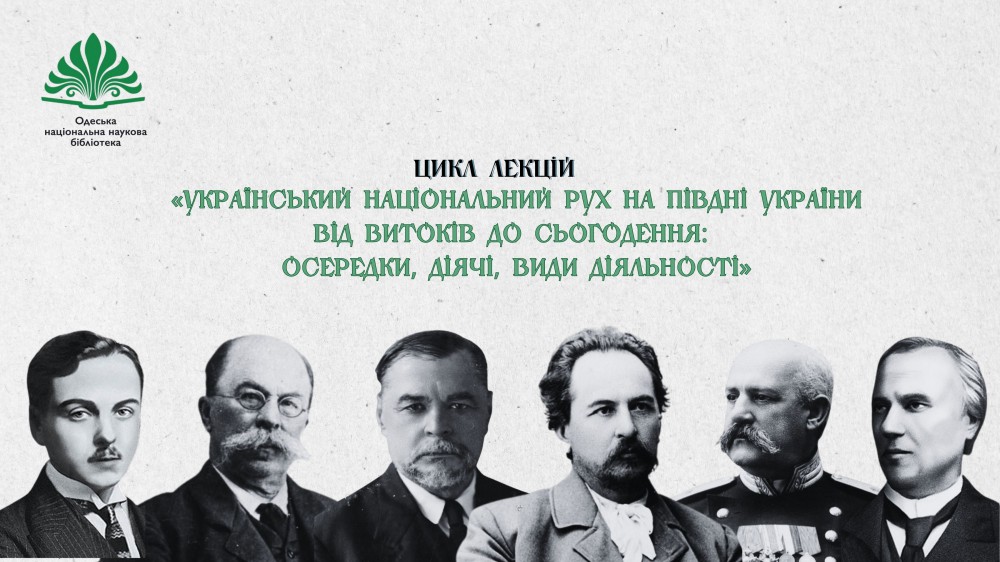 Одеська
національна наукова
бібліотека
ЦИКЛ ЛЕКЦІЙ
«УКРАЇНСЬКИЙ НАЦІОНАЛЬНИЙ РУХ НА ПІВДНІ УКРАЇНИ
ВІД ВИТОКІВ ДО СЬОГОДЕННЯ:
ОСЕРЕДКИ, ДІЯЧІ, ВИДИ ДІЯЛЬНОСТІ»